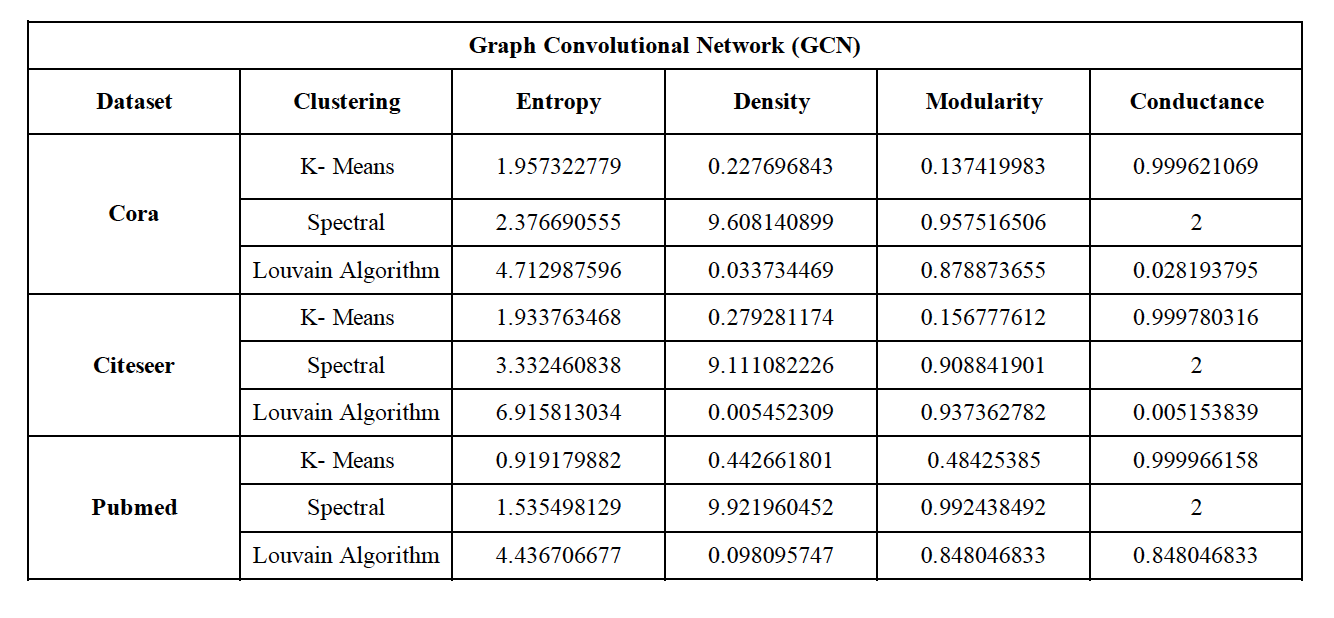 Graph Convolutional Network (GCN)
Dataset Clustering Entropy Density Modularity Conductance
Cora
K- Means 1.957322779 0.227696843 0.137419983 0.999621069
Spectral 2.376690555 9.608140899 0.957516506 2
Louvain Algorithm 4.712987596 0.033734469 0.878873655 0.028193795
Citeseer
K- Means 1.933763468 0.279281174 0.156777612 0.999780316
Spectral 3.332460838 9.111082226 0.908841901 2
Louvain Algorithm 6.915813034 0.005452309 0.937362782 0.005153839
Pubmed
K- Means 0.919179882 0.442661801 0.48425385 0.999966158
Spectral 1.535498129 9.921960452 0.992438492 2
Louvain Algorithm 4.436706677 0.098095747 0.848046833 0.848046833